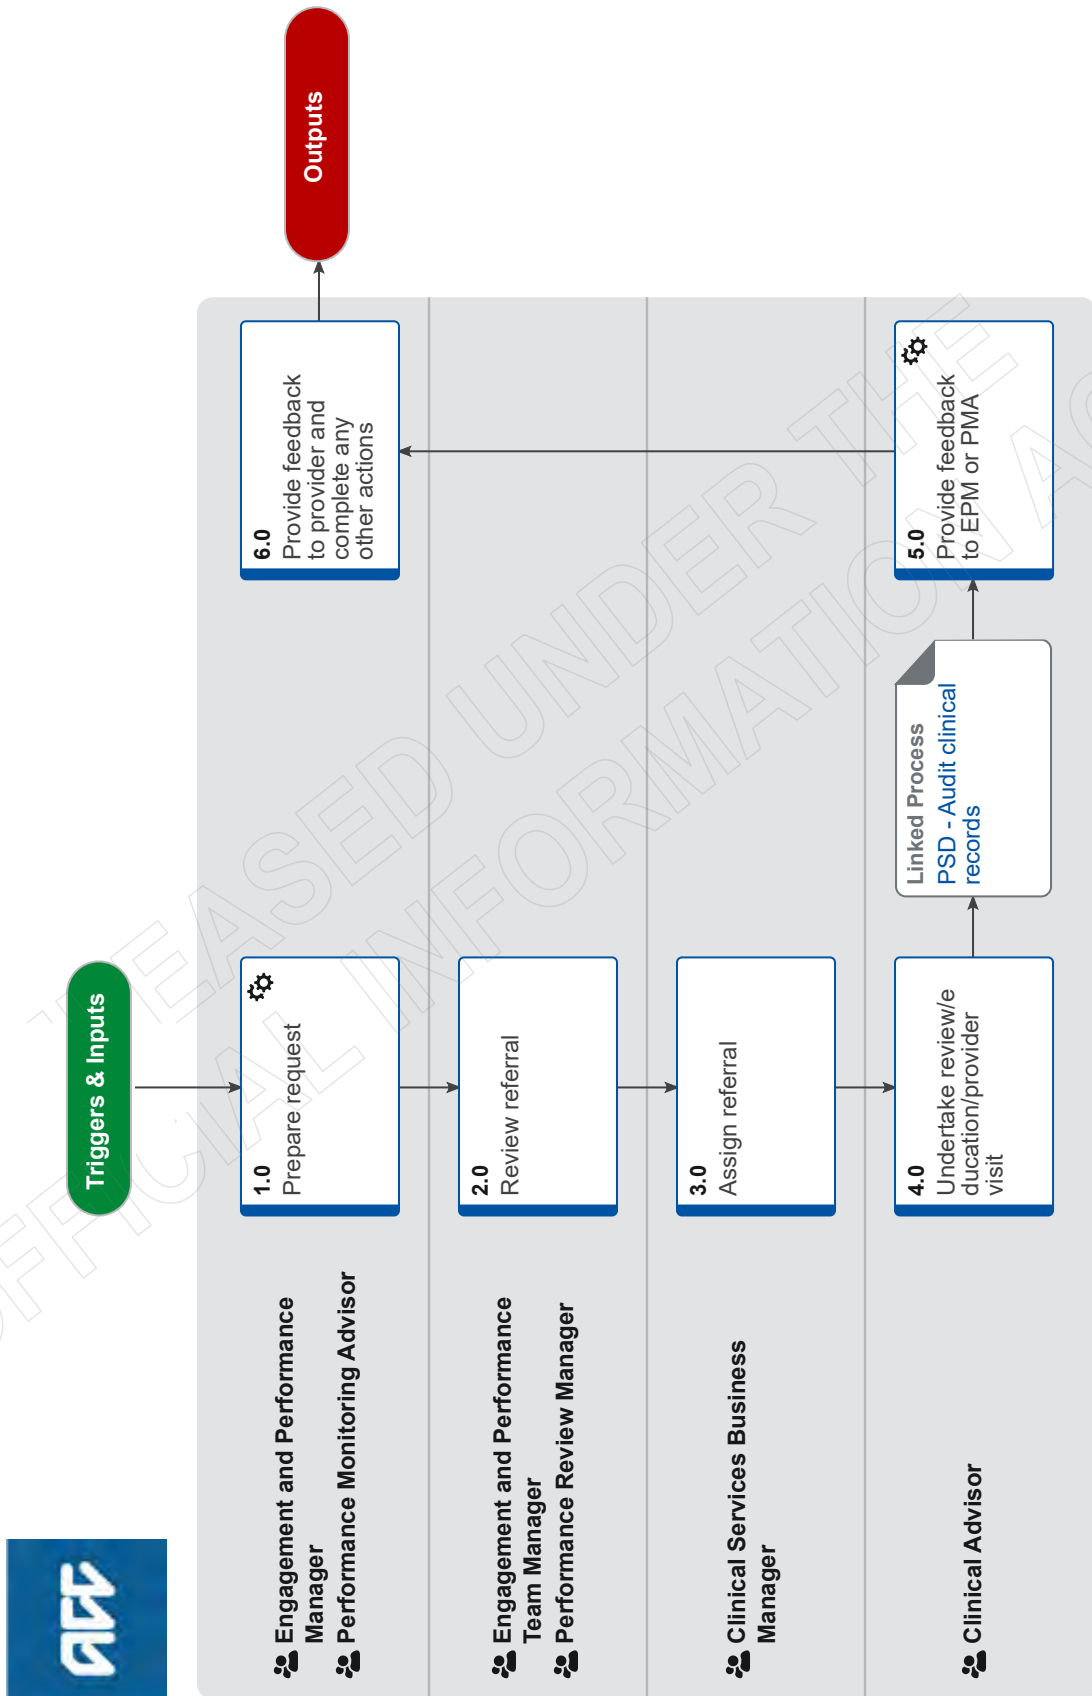 ACC
Triggers & Inputs
Outputs
Engagement and Performance
Manager
Performance Monitoring Advisor
1.0
Prepare request
6.0
Provide feedback
to provider and
complete any
other actions
Engagement and Performance
Team Manager
Performance Review Manager
2.0
Review referral
Clinical Services Business
Manager
3.0
Assign referral
Clinical Advisor
4.0
Undertake review/e
ducation/provider
visit
Linked Process
PSD - Audit clinical
records
5.0
Provide feedback
to EPM or PMA
EASED UNDER THE
OFFICIAL INFORMATION AC